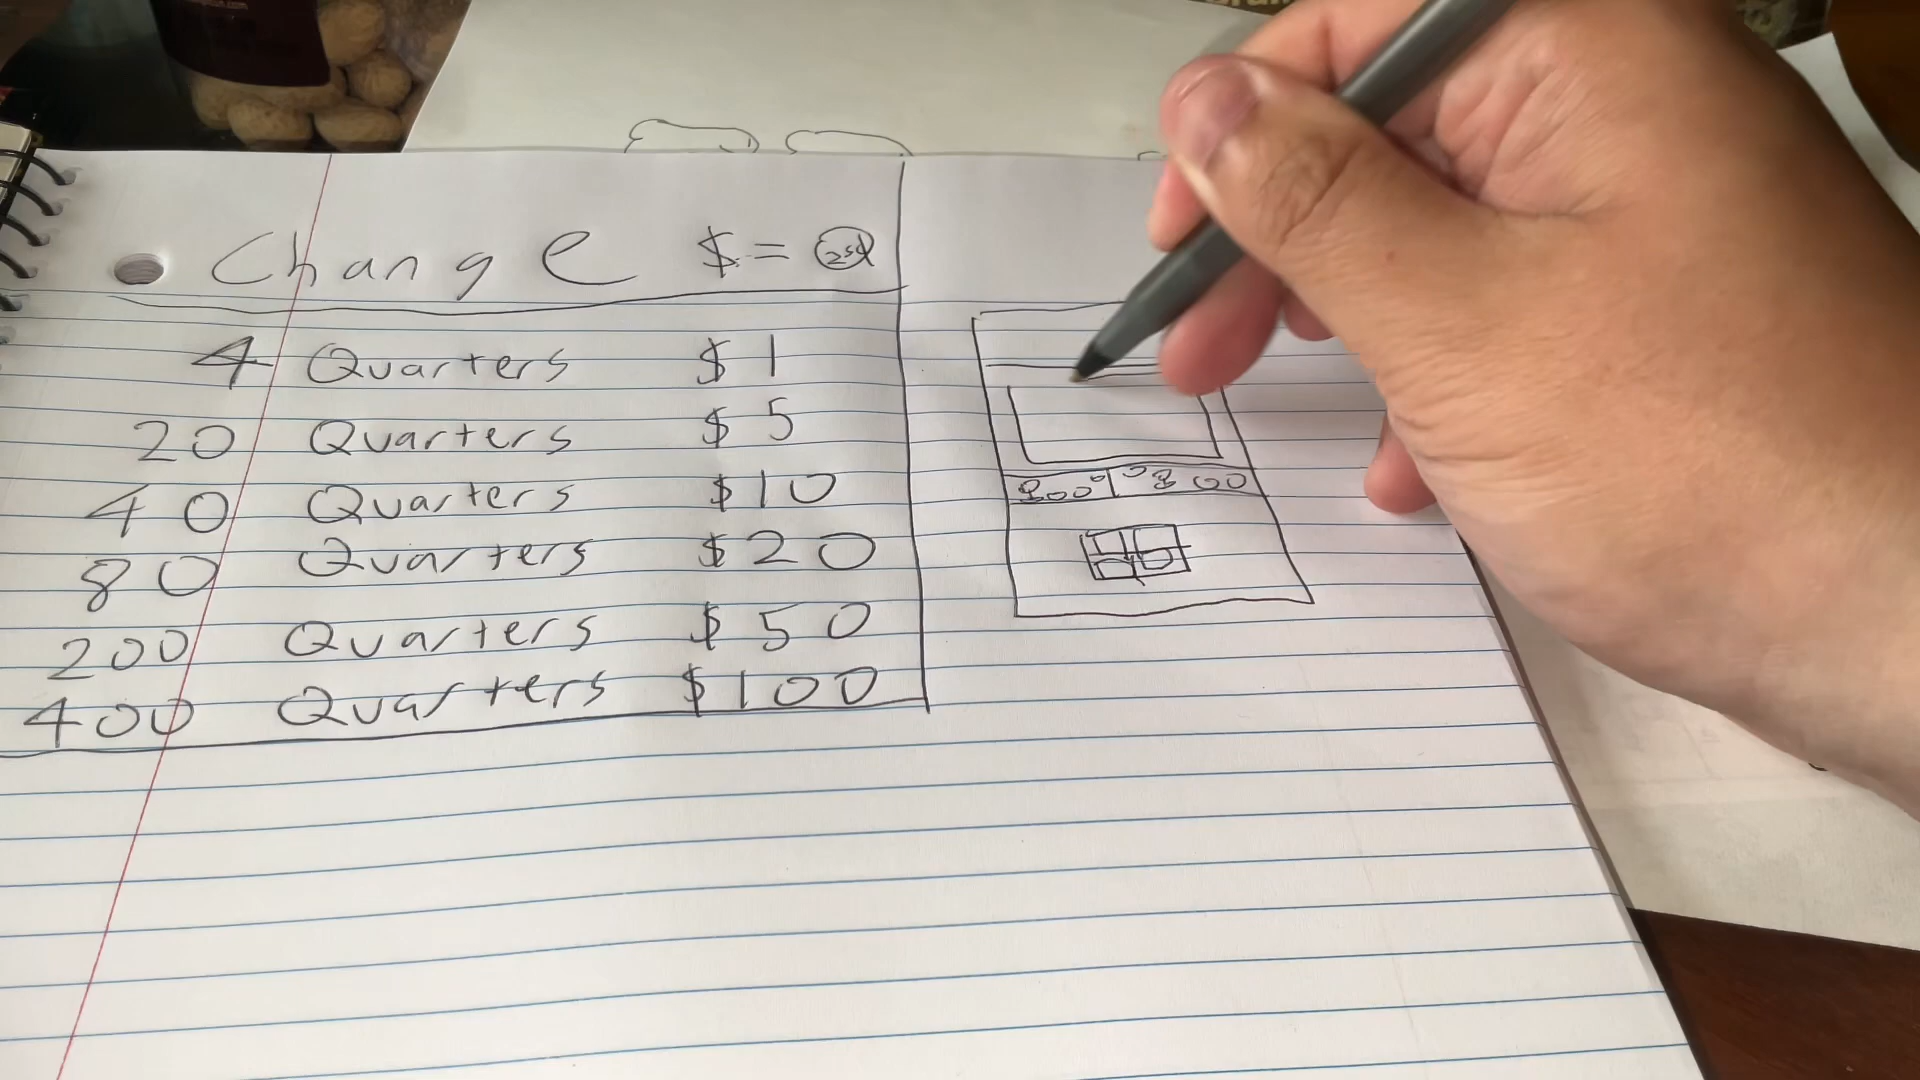 Change $ = 25¢
4 Quarters $1
20 Quarters $5
40 Quarters $10
80 Quarters $20
200 Quarters $50
400 Quarters $100